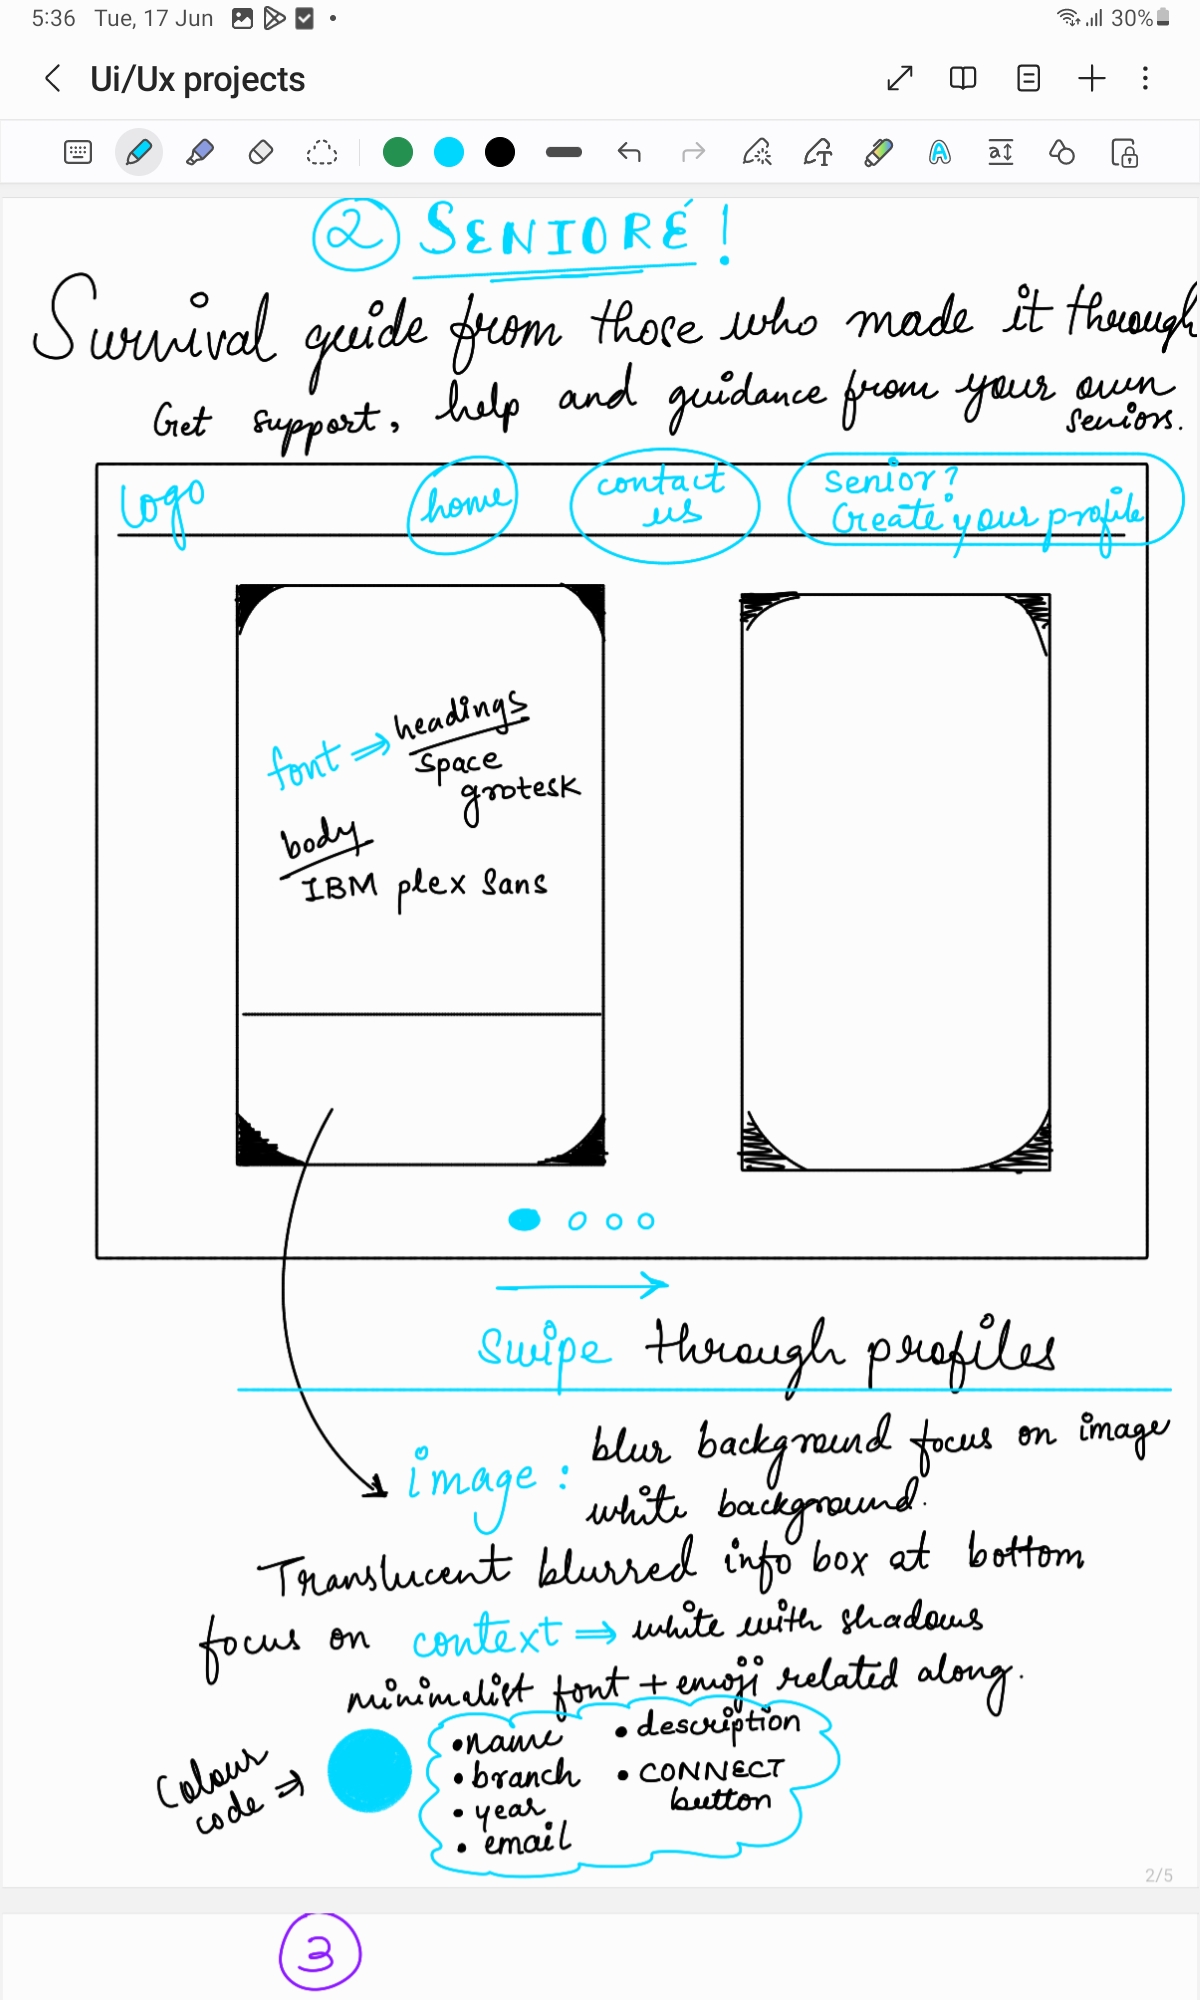 5:36 Tue, 17 Jun 30%
Ui/Ux projects
② SENIORÉ!
Survival guide from those who made it through
Get support, help and guidance from your own
seniors.
logo
home
contact
us
Senior?
Create your profile
font ⇒ headings
space
grotesk
body
IBM plex Sans
swipe through profiles
image : blur background focus on image
white background.
Translucent blurred info box at bottom
focus on context ⇒ white with shadows
minimalist font + emoji related along.
Colour
code ⇒
• name
• branch
• year
• email
• description
• CONNECT
button
2/5
③